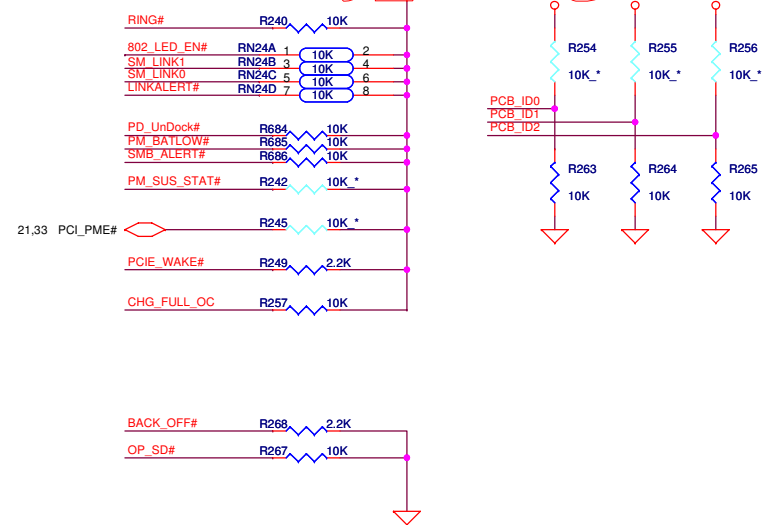 RING# R240 10K
802_LED_EN# RN24A 1 10K 2
SM_LINK1 RN24B 3 10K 4
SM_LINK0 RN24C 5 10K 6
LINKALERT# RN24D 7 10K 8
PD_UnDock# R684 10K
PM_BATLOW# R685 10K
SMB_ALERT# R686 10K
PM_SUS_STAT# R242 10K_*
21,33 PCI_PME# R245 10K_*
PCIE_WAKE# R249 2.2K
CHG_FULL_OC R257 10K
BACK_OFF# R268 2.2K
OP_SD# R267 10K
R254 R255 R256
10K_* 10K_* 10K_*
PCB_ID0
PCB_ID1
PCB_ID2
R263 R264 R265
10K 10K 10K